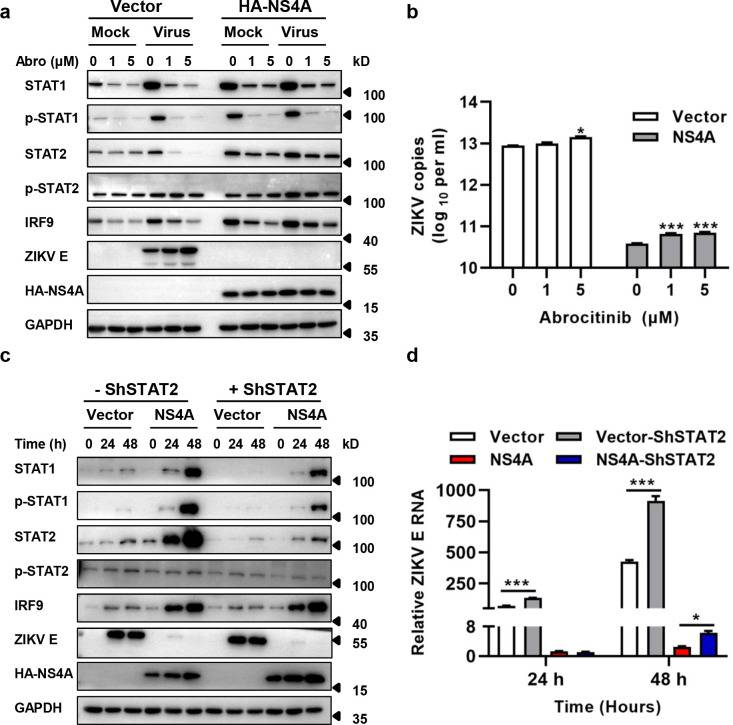 a
Vector HA-NS4A
Mock Virus Mock Virus
Abro (μM) 0 1 5 0 1 5 0 1 5 0 1 5 kD
STAT1 100
p-STAT1 100
STAT2 100
p-STAT2 100
IRF9 40
ZIKV E 55
HA-NS4A 15
GAPDH 35
b
ZIKV copies
(log 10 per ml)
14
13
12
11
10
Vector
NS4A
*
*** ***
0 1 5 0 1 5
Abrocitinib (μM)
c
- ShSTAT2 + ShSTAT2
Vector NS4A Vector NS4A
Time (h) 0 24 48 0 24 48 0 24 48 0 24 48 kD
STAT1 100
p-STAT1 100
STAT2 100
p-STAT2 100
IRF9 40
ZIKV E 55
HA-NS4A 15
GAPDH 35
d
Vector Vector-ShSTAT2
NS4A NS4A-ShSTAT2
Relative ZIKV E RNA
1000
750
500
250
8
0
***
***
*
24 h 48 h
Time (Hours)